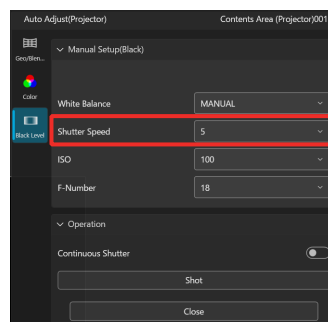 Auto Adjust(Projector) Contents Area (Projector)001
Geo/Blen...
Manual Setup(Black)
Color
White Balance MANUAL
Black Level
Shutter Speed 5
ISO 100
F-Number 18
Operation
Continuous Shutter
Shot
Close